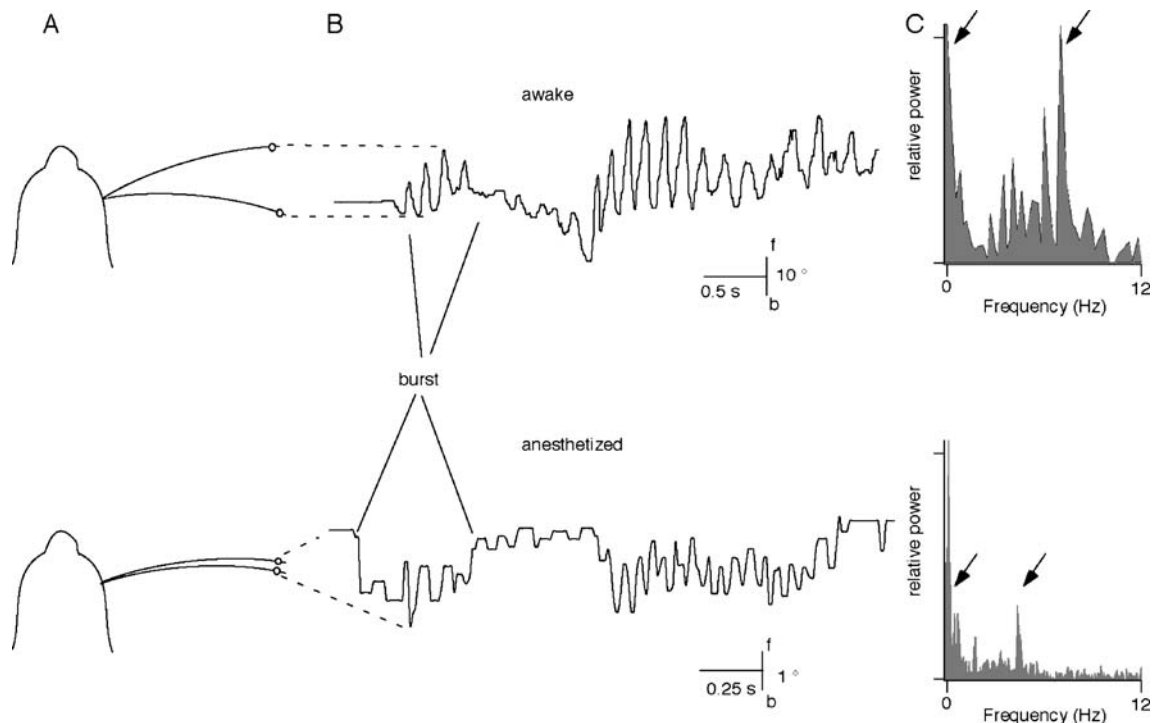 A
B
C
awake
relative power
f
10 °
b
0.5 s
0
12
Frequency (Hz)
burst
anesthetized
relative power
f
1 °
b
0.25 s
0
12
Frequency (Hz)